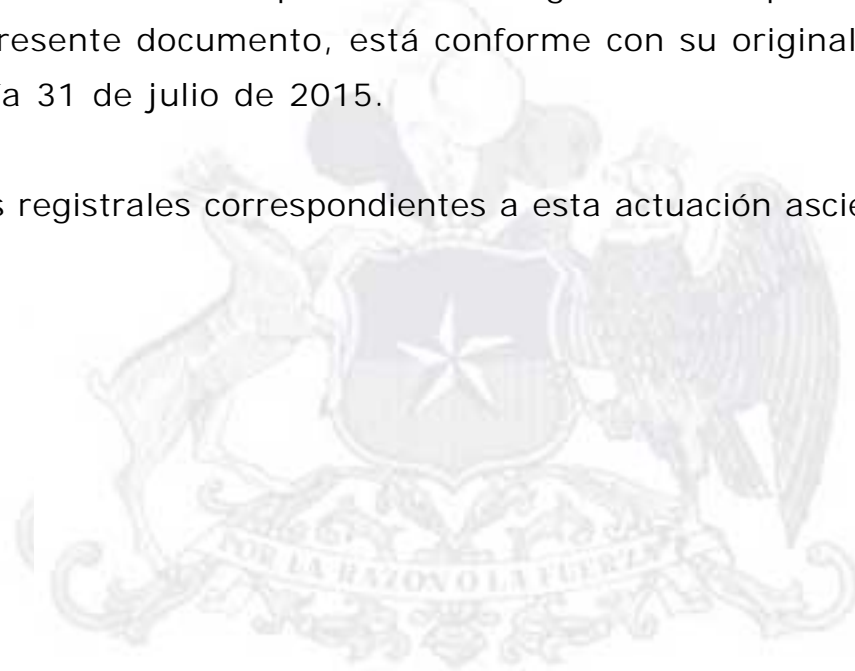 resente documento, está conforme con su original
a 31 de julio de 2015.
s registrales correspondientes a esta actuación ascie
POR LA RAZON O LA FUERZA